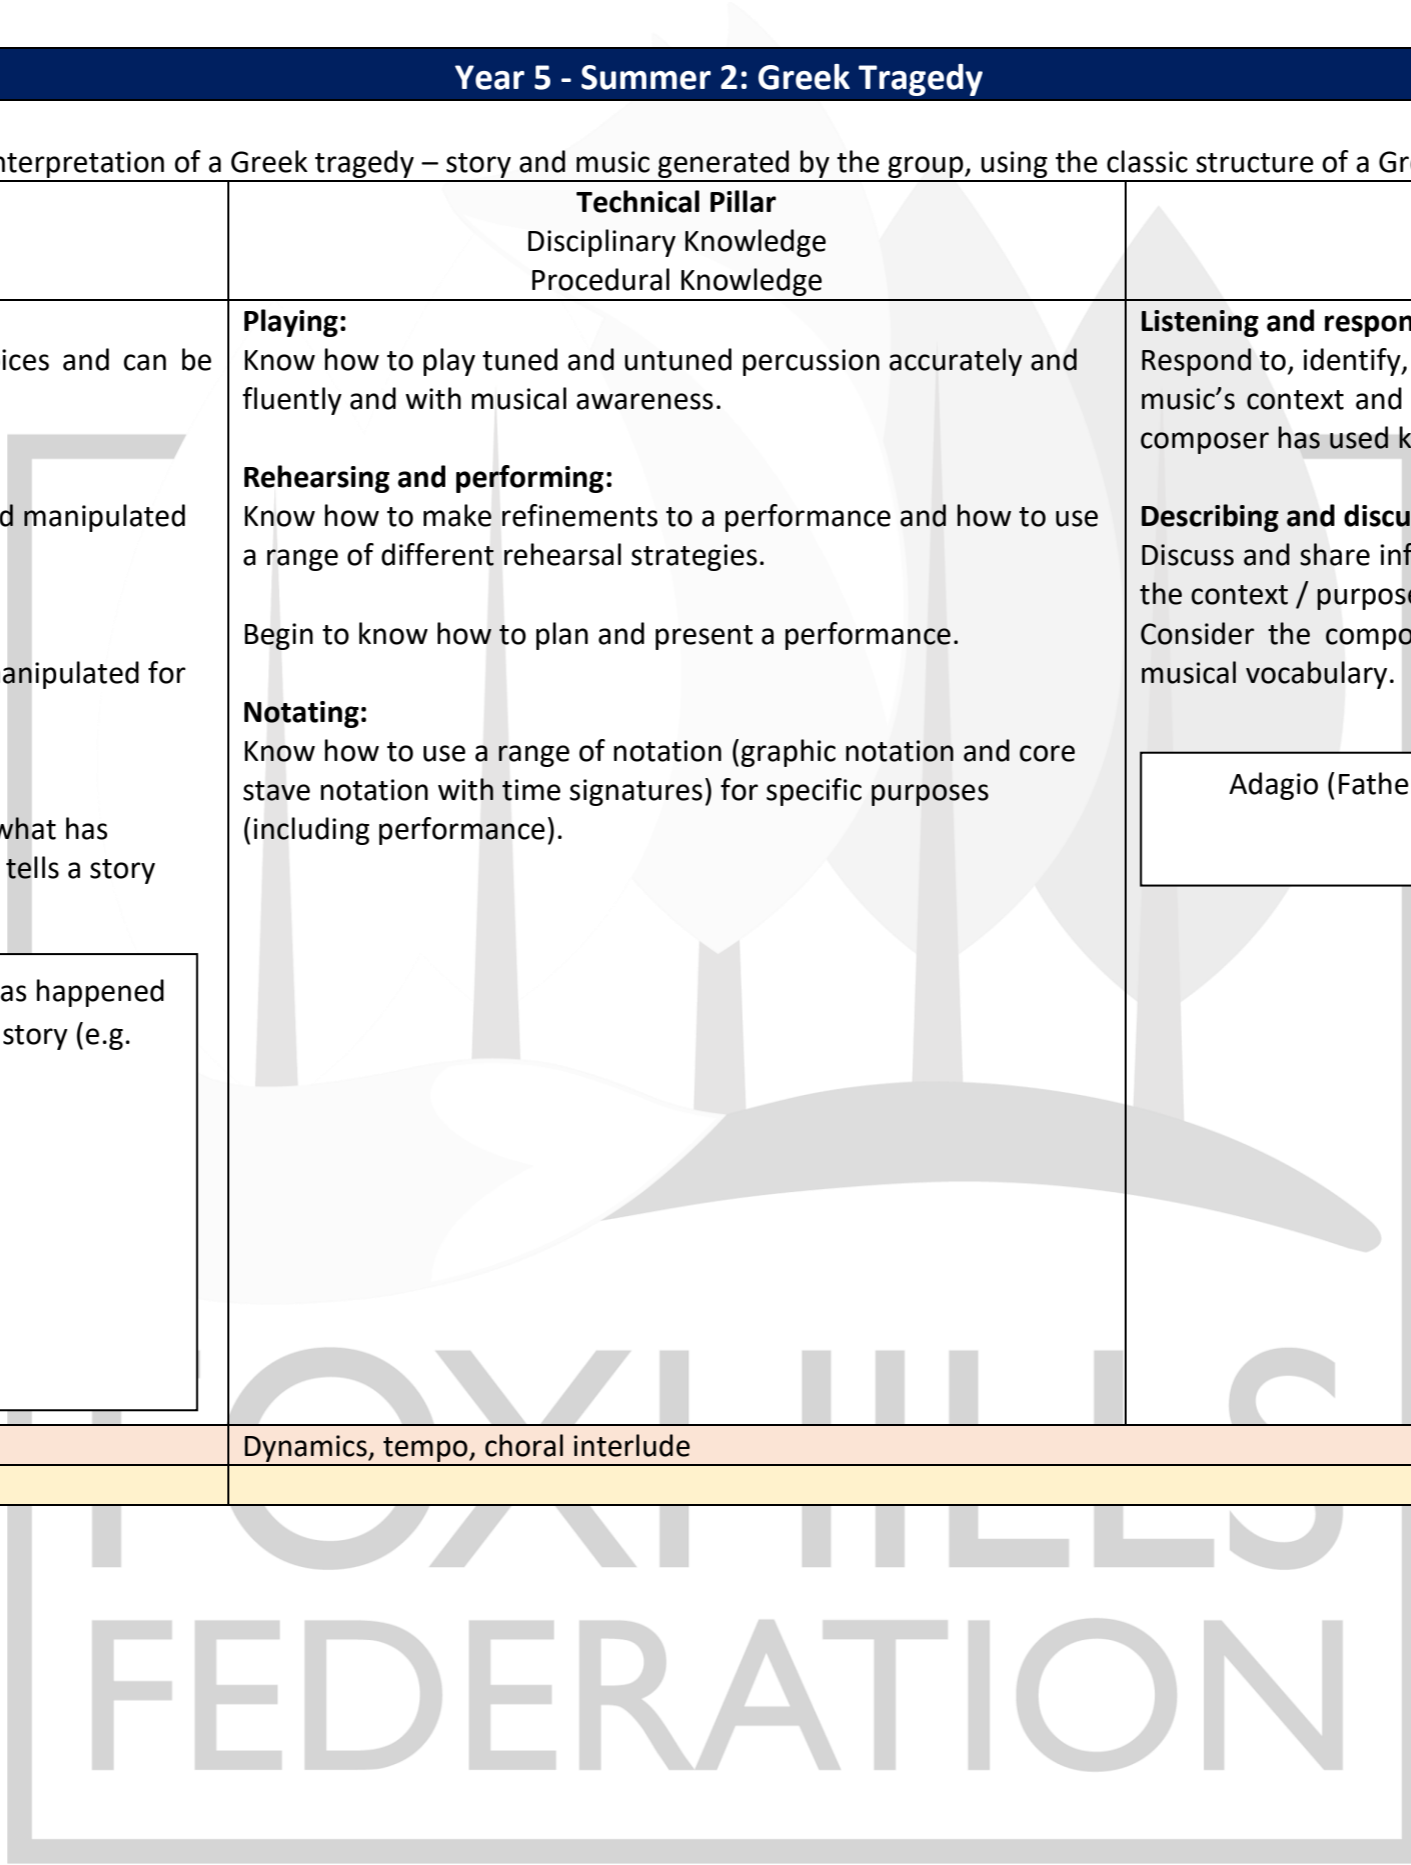 Year 5 - Summer 2: Greek Tragedy
nterpretation of a Greek tragedy – story and music generated by the group, using the classic structure of a Gr
Technical Pillar
Disciplinary Knowledge
Procedural Knowledge
ices and can be
d manipulated
anipulated for
what has
tells a story
as happened
story (e.g.
Playing:
Know how to play tuned and untuned percussion accurately and
fluently and with musical awareness.
Rehearsing and performing:
Know how to make refinements to a performance and how to use
a range of different rehearsal strategies.
Begin to know how to plan and present a performance.
Notating:
Know how to use a range of notation (graphic notation and core
stave notation with time signatures) for specific purposes
(including performance).
Listening and respon
Respond to, identify,
music’s context and
composer has used k
Describing and discu
Discuss and share inf
the context / purpose
Consider the compo
musical vocabulary.
Adagio (Fathe
Dynamics, tempo, choral interlude
FOXHILLS
FEDERATION